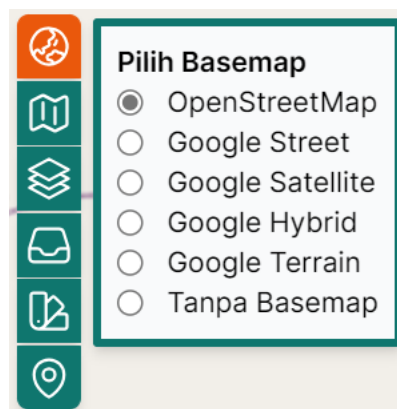 Pilih Basemap
OpenStreetMap
Google Street
Google Satellite
Google Hybrid
Google Terrain
Tanpa Basemap